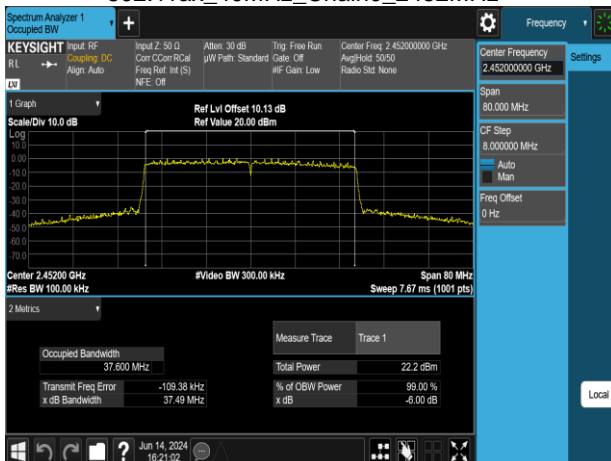 Spectrum Analyzer 1
Occupied BW
+
Frequency
KEYSIGHT
RL
LXI
Input: RF
Coupling: DC
Align: Auto
Input Z: 50 Ω
Corr CCorr RCal
Freq Ref: Int (S)
NFE: Off
Atten: 30 dB
µW Path: Standard
Trig: Free Run
Gate: Off
#IF Gain: Low
Center Freq: 2.452000000 GHz
Avg|Hold: 50/50
Radio Std: None
Center Frequency
2.452000000 GHz
Settings
Span
80.000 MHz
CF Step
8.000000 MHz
Auto
Man
Freq Offset
0 Hz
Local
1 Graph
Scale/Div 10.0 dB
Ref Lvl Offset 10.13 dB
Ref Value 20.00 dBm
Log
10.0
0.00
-10.0
-20.0
-30.0
-40.0
-50.0
-60.0
-70.0
Center 2.45200 GHz
#Res BW 100.00 kHz
#Video BW 300.00 kHz
Span 80 MHz
Sweep 7.67 ms (1001 pts)
2 Metrics
Measure Trace Trace 1
Occupied Bandwidth
37.600 MHz
Total Power 22.2 dBm
Transmit Freq Error -109.38 kHz
% of OBW Power 99.00 %
x dB Bandwidth 37.49 MHz
x dB -6.00 dB
?
Jun 14, 2024
16:21:02